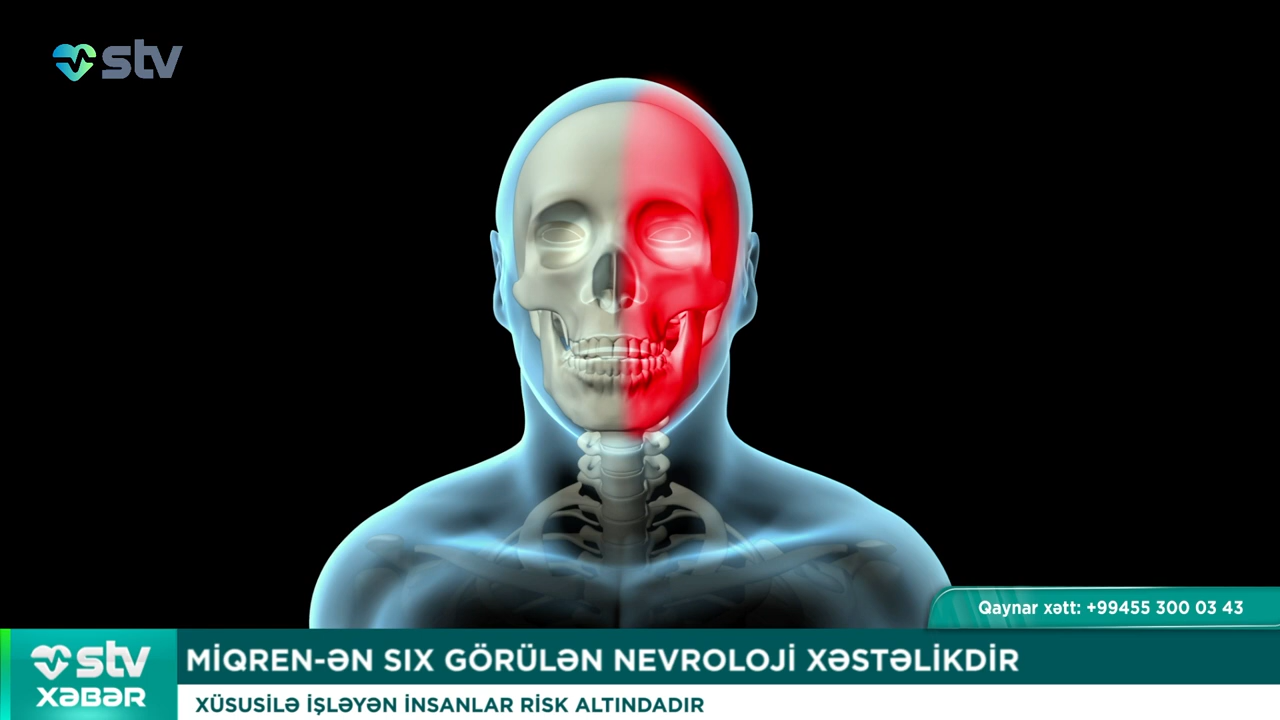 stv
Qaynar xətt: +99455 300 03 43
stv
XƏBƏR
MİQREN-ƏN SIX GÖRÜLƏN NEVROLOJİ XƏSTƏLİKDİR
XÜSUSİLƏ İŞLƏYƏN İNSANLAR RİSK ALTINDADIR